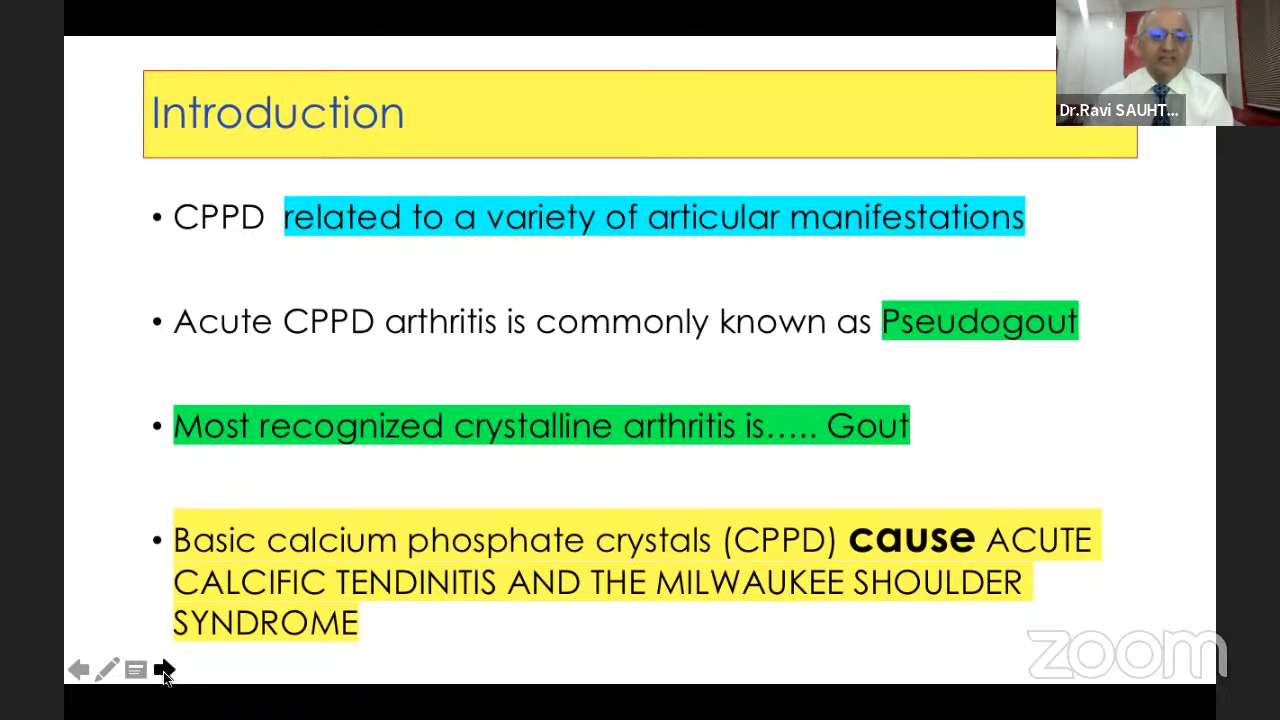 Introduction
Dr.Ravi SAUHT...
• CPPD related to a variety of articular manifestations
• Acute CPPD arthritis is commonly known as Pseudogout
• Most recognized crystalline arthritis is..... Gout
• Basic calcium phosphate crystals (CPPD) cause ACUTE
CALCIFIC TENDINITIS AND THE MILWAUKEE SHOULDER
SYNDROME
zoom